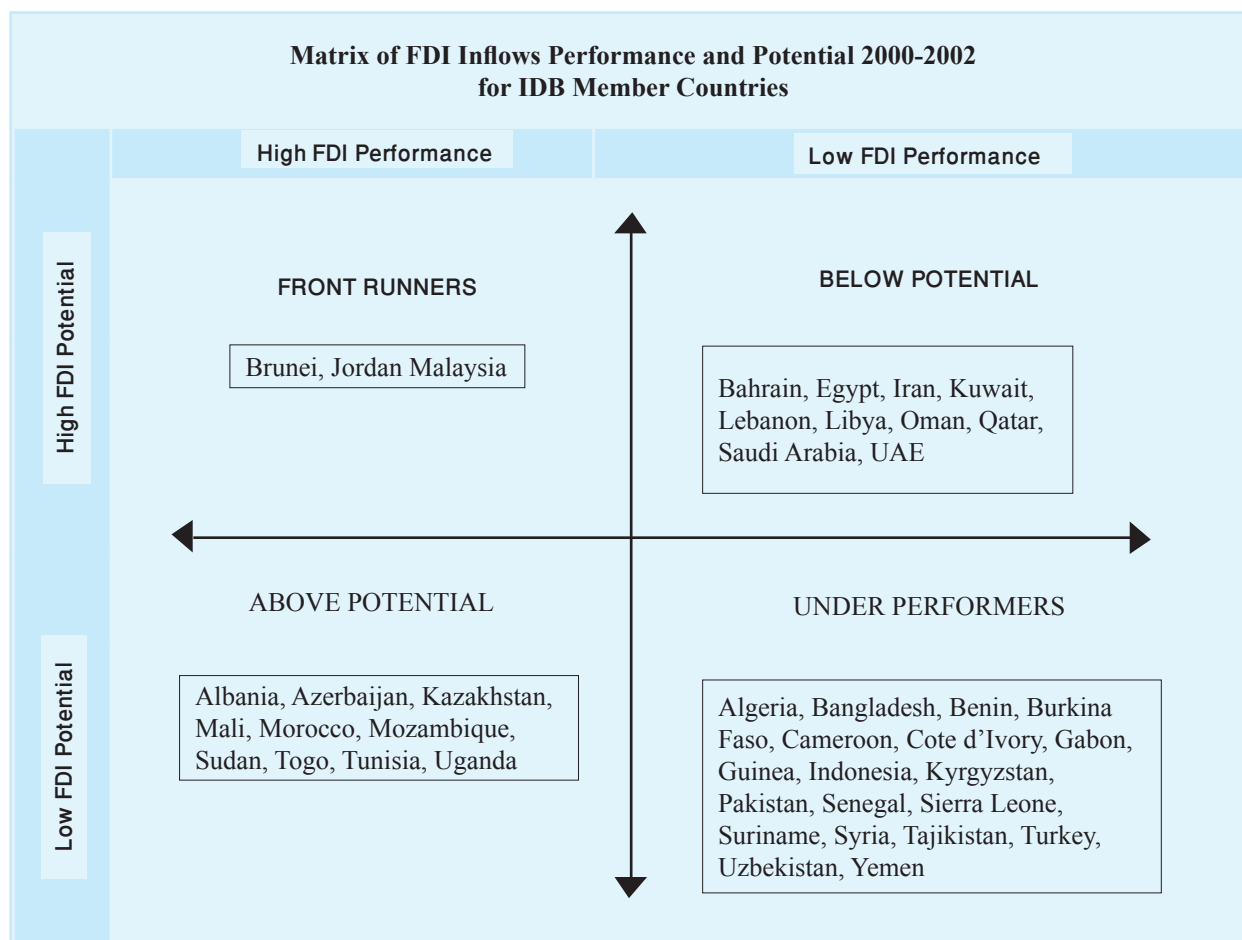 Matrix of FDI Inflows Performance and Potential 2000-2002
for IDB Member Countries
High FDI Performance
Low FDI Performance
High FDI Potential
FRONT RUNNERS
Brunei, Jordan Malaysia
BELOW POTENTIAL
Bahrain, Egypt, Iran, Kuwait,
Lebanon, Libya, Oman, Qatar,
Saudi Arabia, UAE
Low FDI Potential
ABOVE POTENTIAL
Albania, Azerbaijan, Kazakhstan,
Mali, Morocco, Mozambique,
Sudan, Togo, Tunisia, Uganda
UNDER PERFORMERS
Algeria, Bangladesh, Benin, Burkina
Faso, Cameroon, Cote d’Ivory, Gabon,
Guinea, Indonesia, Kyrgyzstan,
Pakistan, Senegal, Sierra Leone,
Suriname, Syria, Tajikistan, Turkey,
Uzbekistan, Yemen